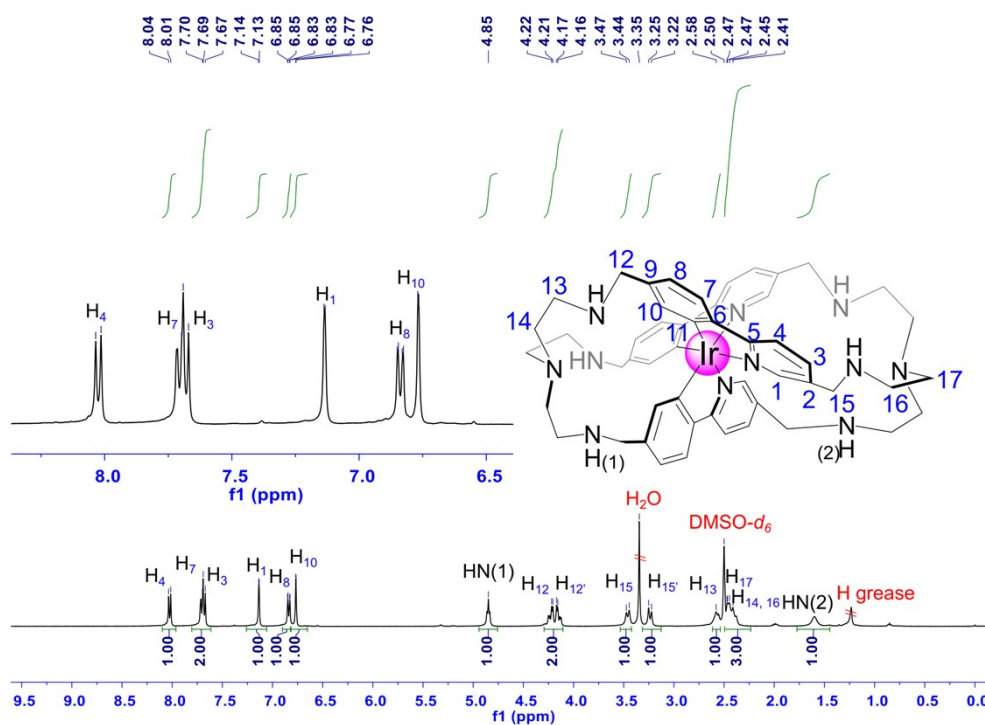 8.04 8.01 7.70 7.69 7.67 7.14 7.13 6.85 6.85 6.83 6.83 6.77 6.76 4.85 4.22 4.21 4.17 4.16 3.47 3.44 3.35 3.25 3.22 2.58 2.50 2.47 2.47 2.45 2.41
H4 H7 H3 H1 H8 H10
8.0 7.5 7.0 6.5
f1 (ppm)
12 9 8 7
13 H N 10 6 N H N
14 11 5 4
NH Ir N 3 H N N 17
N 1 2 15 16
N H(1) N H (2)
H2O
DMSO-d6
H4 H7 H3 H1 H8 H10 HN(1) H12 H12' H15 H15' H13 H17 H14, 16 HN(2) H grease
1.00 2.00 1.00 1.00 1.00 1.00 2.00 1.00 1.00 1.00 3.00 1.00
9.5 9.0 8.5 8.0 7.5 7.0 6.5 6.0 5.5 5.0 4.5 4.0 3.5 3.0 2.5 2.0 1.5 1.0 0.5 0.0
f1 (ppm)